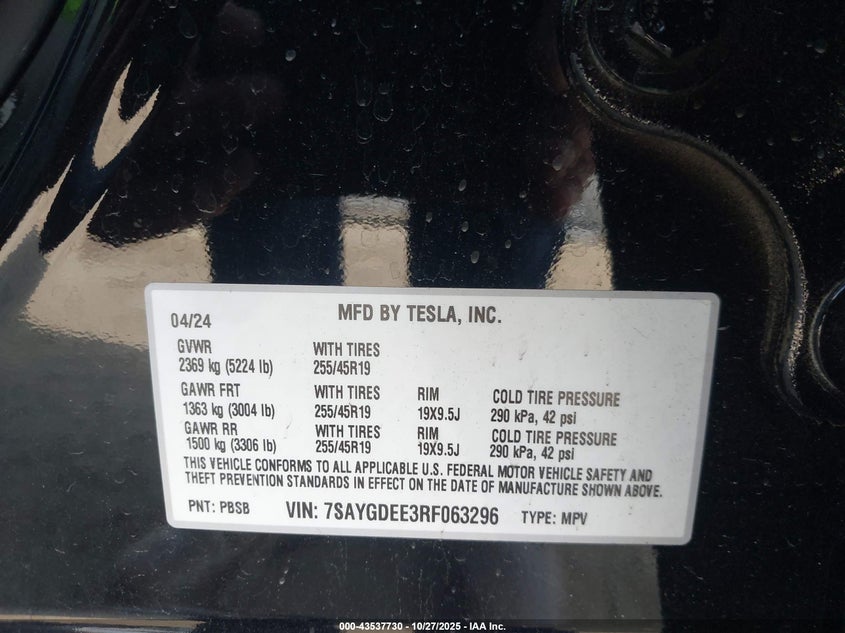 04/24 MFD BY TESLA, INC.
GVWR WITH TIRES
2369 kg (5224 lb) 255/45R19
GAWR FRT WITH TIRES RIM COLD TIRE PRESSURE
1363 kg (3004 lb) 255/45R19 19X9.5J 290 kPa, 42 psi
GAWR RR WITH TIRES RIM COLD TIRE PRESSURE
1500 kg (3306 lb) 255/45R19 19X9.5J 290 kPa, 42 psi
THIS VEHICLE CONFORMS TO ALL APPLICABLE U.S. FEDERAL MOTOR VEHICLE SAFETY AND
THEFT PREVENTION STANDARDS IN EFFECT ON THE DATE OF MANUFACTURE SHOWN ABOVE.
PNT: PBSB VIN: 7SAYGDEE3RF063296 TYPE: MPV
000-43537730 - 10/27/2025 - IAA Inc.